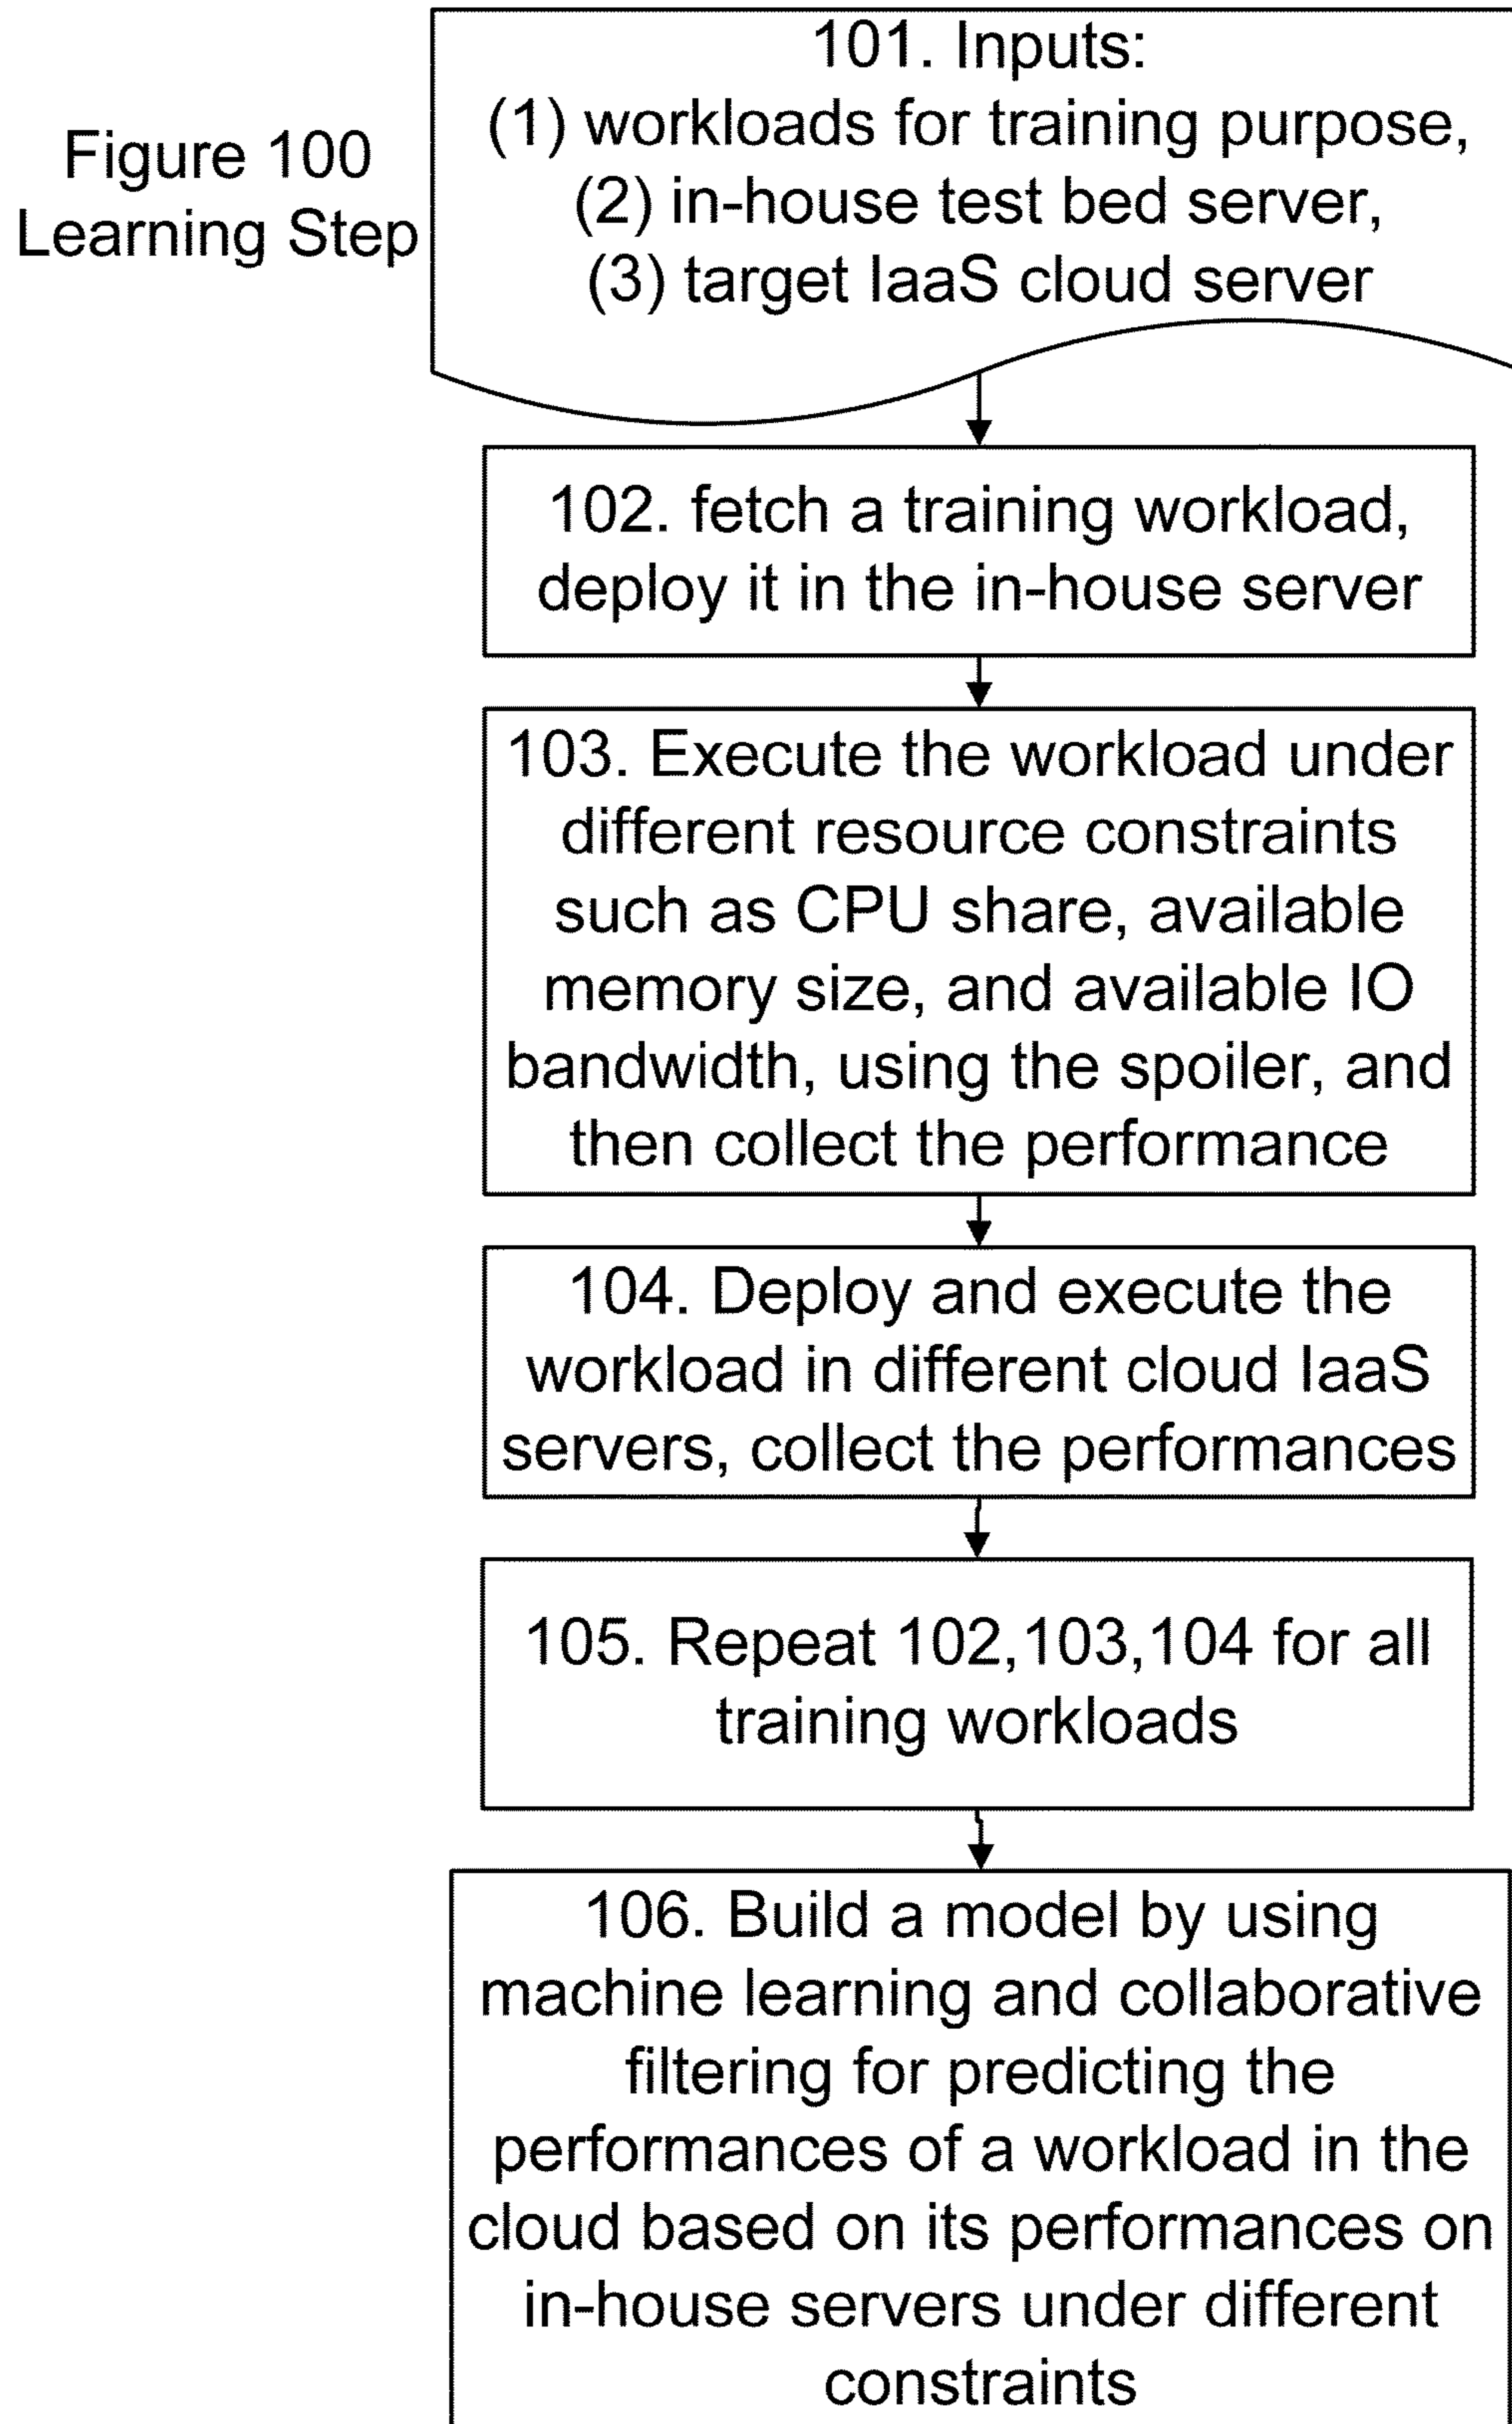 Figure 100
Learning Step
101. Inputs:
(1) workloads for training purpose,
(2) in-house test bed server,
(3) target IaaS cloud server
102. fetch a training workload,
deploy it in the in-house server
103. Execute the workload under
different resource constraints
such as CPU share, available
memory size, and available IO
bandwidth, using the spoiler, and
then collect the performance
104. Deploy and execute the
workload in different cloud IaaS
servers, collect the performances
105. Repeat 102,103,104 for all
training workloads
106. Build a model by using
machine learning and collaborative
filtering for predicting the
performances of a workload in the
cloud based on its performances on
in-house servers under different
constraints